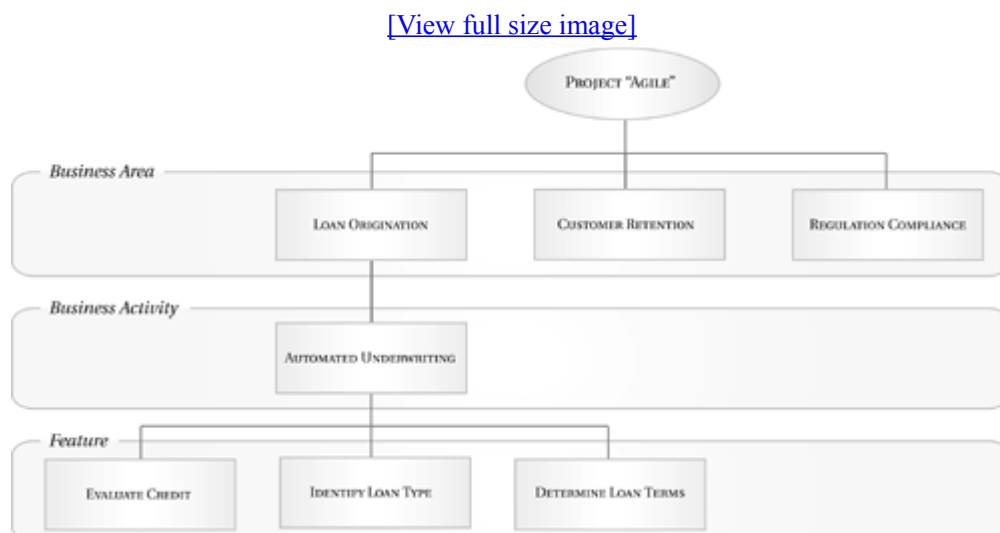 [View full size image]
PROJECT "AGILE"
Business Area
LOAN ORIGINATION
CUSTOMER RETENTION
REGULATION COMPLIANCE
Business Activity
AUTOMATED UNDERWRITING
Feature
EVALUATE CREDIT
IDENTIFY LOAN TYPE
DETERMINE LOAN TERMS